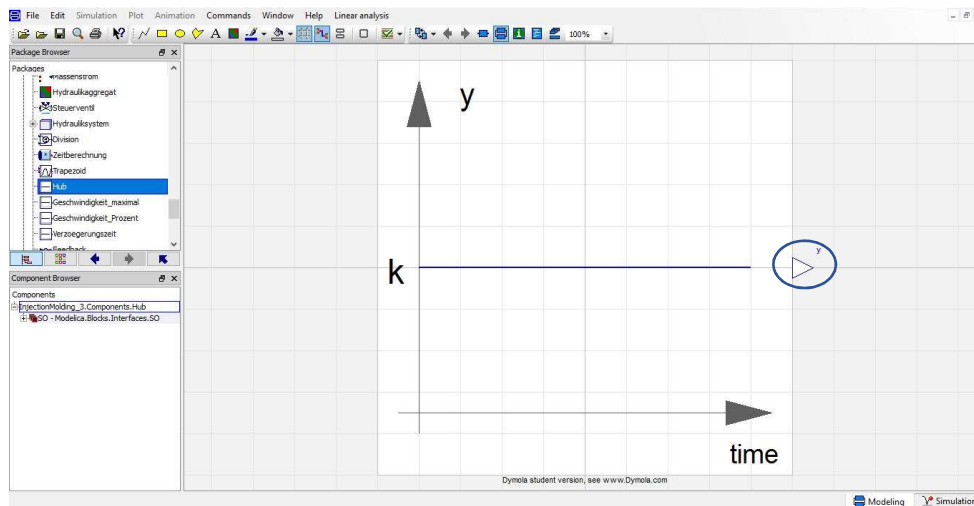 File Edit Simulation Plot Animation Commands Window Help Linear analysis
A 100%
Package Browser
Packages
Massenstrom
Hydraulikaggregat
Steuerventil
Hydrauliksystem
Division
Zeitberechnung
Trapezoid
Hub
Geschwindigkeit_maximal
Geschwindigkeit_Prozent
Verzoegerungszeit
Feedback
Component Browser
Components
InjectionMolding_3.Components.Hub
SO - Modelica.Blocks.Interfaces.SO
y
y
k
time
Dymola student version, see www.Dymola.com
Modeling Simulation